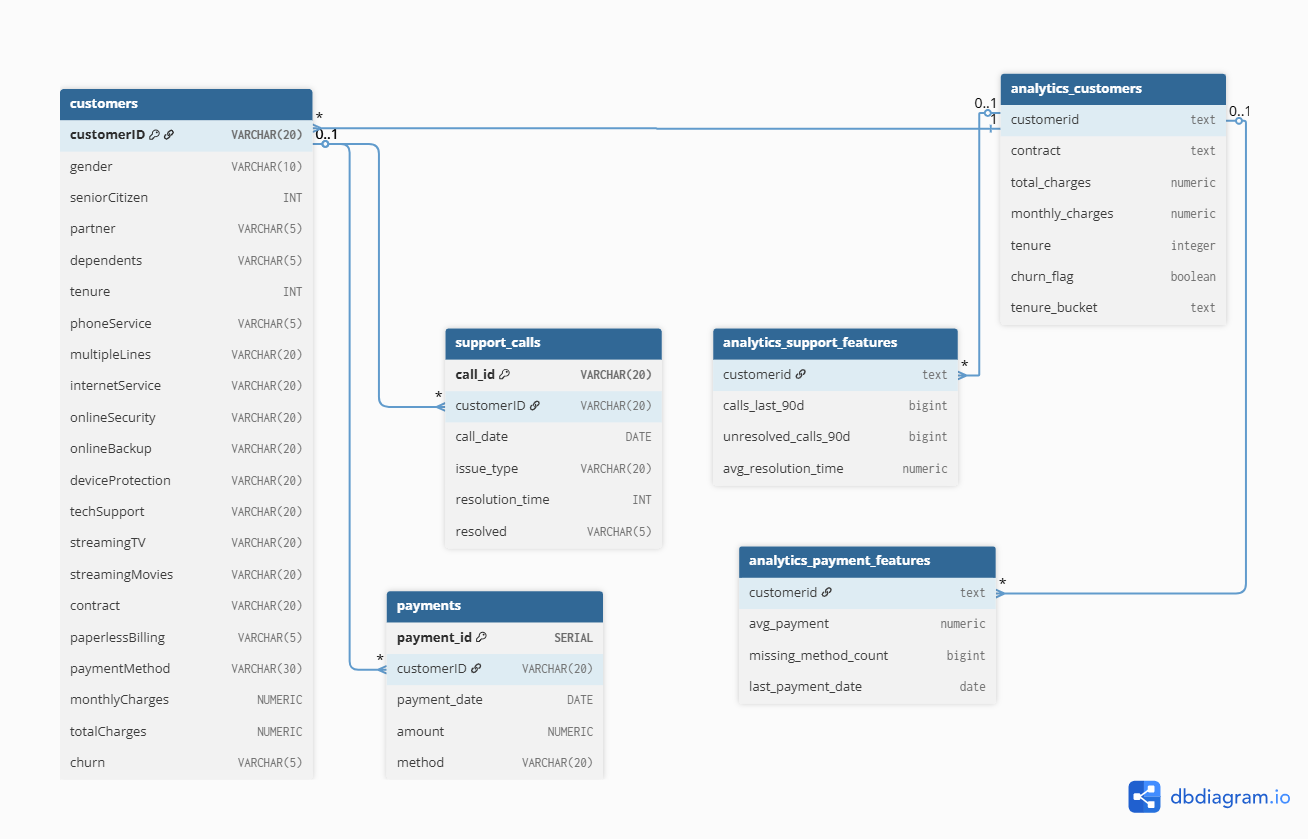 customers
customerID VARCHAR(20)
gender VARCHAR(10)
seniorCitizen INT
partner VARCHAR(5)
dependents VARCHAR(5)
tenure INT
phoneService VARCHAR(5)
multipleLines VARCHAR(20)
internetService VARCHAR(20)
onlineSecurity VARCHAR(20)
onlineBackup VARCHAR(20)
deviceProtection VARCHAR(20)
techSupport VARCHAR(20)
streamingTV VARCHAR(20)
streamingMovies VARCHAR(20)
contract VARCHAR(20)
paperlessBilling VARCHAR(5)
paymentMethod VARCHAR(30)
monthlyCharges NUMERIC
totalCharges NUMERIC
churn VARCHAR(5)
*
0..1
support_calls
call_id VARCHAR(20)
*
customerID VARCHAR(20)
call_date DATE
issue_type VARCHAR(20)
resolution_time INT
resolved VARCHAR(5)
payments
payment_id SERIAL
*
customerID VARCHAR(20)
payment_date DATE
amount NUMERIC
method VARCHAR(20)
analytics_support_features
*
customerid text
calls_last_90d bigint
unresolved_calls_90d bigint
avg_resolution_time numeric
analytics_payment_features
*
customerid text
avg_payment numeric
missing_method_count bigint
last_payment_date date
0..1
1
0..1
analytics_customers
customerid text
contract text
total_charges numeric
monthly_charges numeric
tenure integer
churn_flag boolean
tenure_bucket text
dbdiagram.io